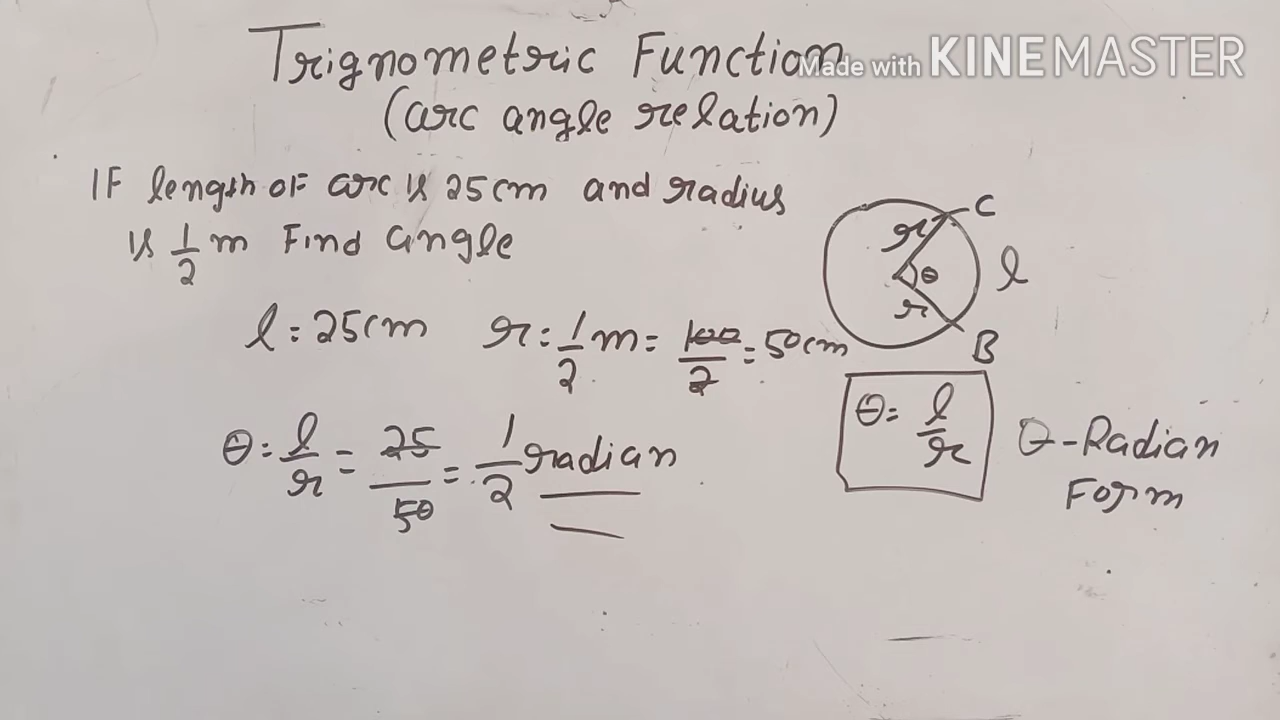 Trignometric Function
Made with KINEMASTER
(arc angle relation)
IF length of arc is 25cm and radius
is 1/2 m Find angle
C
r
θ
l
r
B
l = 25cm r = 1/2 m = 100/2 = 50cm
θ = l/r
θ - Radian
Form
θ = l/r = 25/50 = 1/2 radian